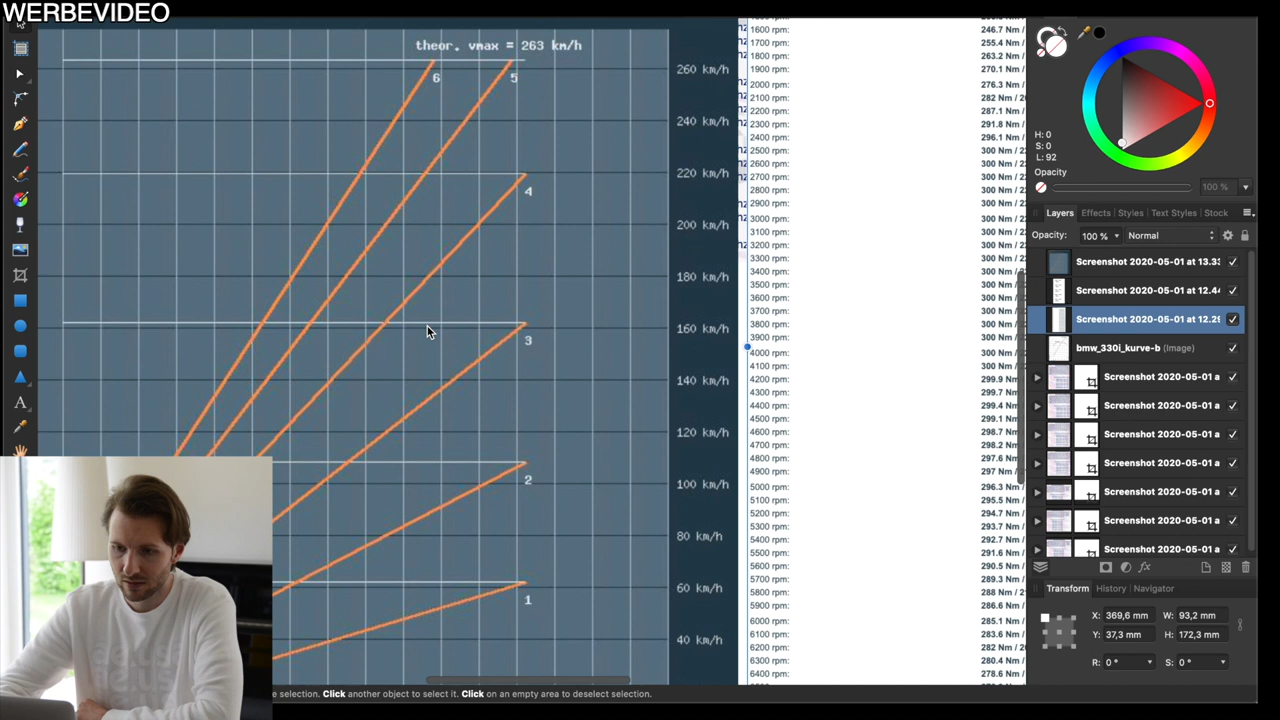 WERBEVIDEO
theor. vmax = 263 km/h
6
5
4
3
2
1
260 km/h
240 km/h
220 km/h
200 km/h
180 km/h
160 km/h
140 km/h
120 km/h
100 km/h
80 km/h
60 km/h
40 km/h
1600 rpm: 246.7 Nm /
1700 rpm: 255.4 Nm /
1800 rpm: 263.2 Nm /
1900 rpm: 270.1 Nm /
2000 rpm: 276.3 Nm /
2100 rpm: 282 Nm / 2
2200 rpm: 287.1 Nm /
2300 rpm: 291.8 Nm /
2400 rpm: 296.1 Nm /
2500 rpm: 300 Nm / 2
2600 rpm: 300 Nm / 2
2700 rpm: 300 Nm / 2
2800 rpm: 300 Nm / 2
2900 rpm: 300 Nm / 2
3000 rpm: 300 Nm / 2
3100 rpm: 300 Nm / 2
3200 rpm: 300 Nm / 2
3300 rpm: 300 Nm / 2
3400 rpm: 300 Nm / 2
3500 rpm: 300 Nm / 2
3600 rpm: 300 Nm / 2
3700 rpm: 300 Nm /
3800 rpm: 300 Nm /
3900 rpm: 300 Nm /
4000 rpm: 300 Nm /
4100 rpm: 300 Nm /
4200 rpm: 299.9 Nm /
4300 rpm: 299.7 Nm /
4400 rpm: 299.4 Nm /
4500 rpm: 299.1 Nm /
4600 rpm: 298.7 Nm /
4700 rpm: 298.2 Nm /
4800 rpm: 297.6 Nm /
4900 rpm: 297 Nm /
5000 rpm: 296.3 Nm /
5100 rpm: 295.5 Nm /
5200 rpm: 294.7 Nm /
5300 rpm: 293.7 Nm /
5400 rpm: 292.7 Nm /
5500 rpm: 291.6 Nm /
5600 rpm: 290.5 Nm /
5700 rpm: 289.3 Nm /
5800 rpm: 288 Nm / 2
5900 rpm: 286.6 Nm /
6000 rpm: 285.1 Nm /
6100 rpm: 283.6 Nm /
6200 rpm: 282 Nm / 2
6300 rpm: 280.4 Nm /
6400 rpm: 278.6 Nm /
H: 0
S: 0
L: 92
Opacity
100 %
Layers Effects Styles Text Styles Stock
Opacity: 100 % Normal
Screenshot 2020-05-01 at 13.3
Screenshot 2020-05-01 at 12.4
Screenshot 2020-05-01 at 12.2
bmw_330i_kurve-b (Image)
Screenshot 2020-05-01 a
Screenshot 2020-05-01 a
Screenshot 2020-05-01 a
Screenshot 2020-05-01 a
Screenshot 2020-05-01 a
Screenshot 2020-05-01 a
Screenshot 2020-05-01 a
Transform History Navigator
X: 369,6 mm W: 93,2 mm
Y: 37,3 mm H: 172,3 mm
R: 0 ° S: 0 °
e selection. Click another object to select it. Click on an empty area to deselect selection.